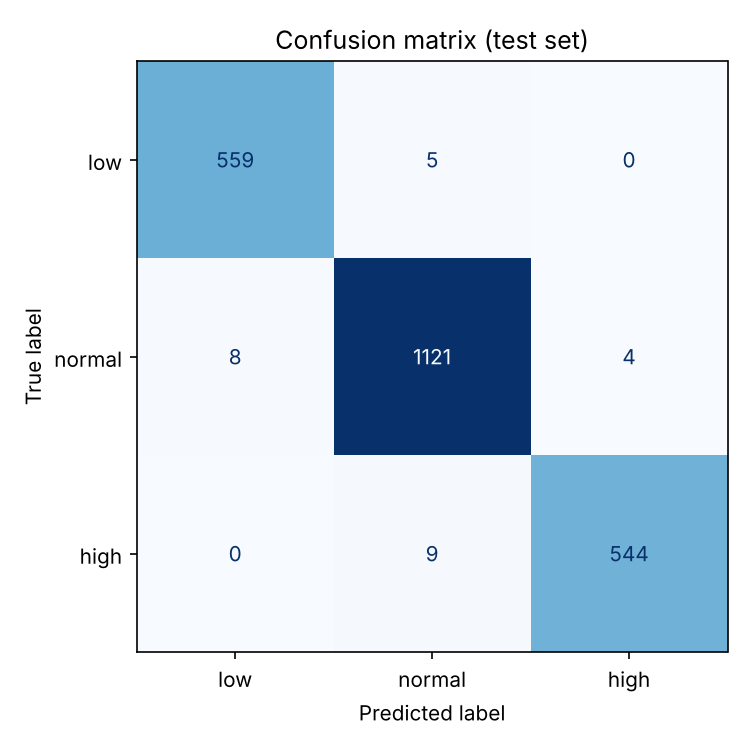 Confusion matrix (test set)
True label
low 559 5 0
normal 8 1121 4
high 0 9 544
low normal high
Predicted label